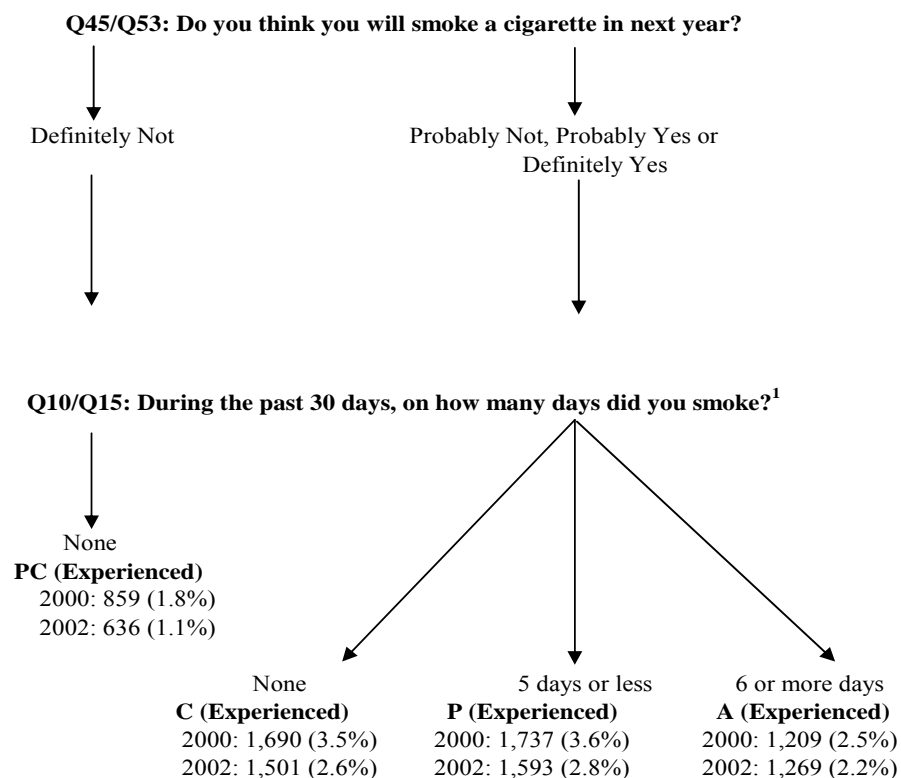 Q45/Q53: Do you think you will smoke a cigarette in next year?
Definitely Not
Probably Not, Probably Yes or
Definitely Yes
Q10/Q15: During the past 30 days, on how many days did you smoke?¹
None
PC (Experienced)
2000: 859 (1.8%)
2002: 636 (1.1%)
None
C (Experienced)
2000: 1,690 (3.5%)
2002: 1,501 (2.6%)
5 days or less
P (Experienced)
2000: 1,737 (3.6%)
2002: 1,593 (2.8%)
6 or more days
A (Experienced)
2000: 1,209 (2.5%)
2002: 1,269 (2.2%)